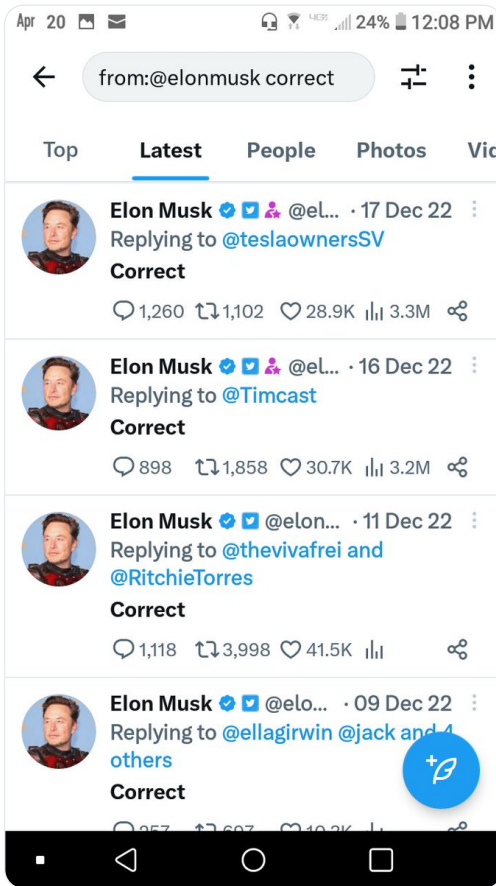 Apr 20 4GLTE 24% 12:08 PM
from:@elonmusk correct
Top Latest People Photos Vid
Elon Musk @el... · 17 Dec 22
Replying to @teslaownersSV
Correct
1,260 1,102 28.9K 3.3M
Elon Musk @el... · 16 Dec 22
Replying to @Timcast
Correct
898 1,858 30.7K 3.2M
Elon Musk @elon... · 11 Dec 22
Replying to @thevivafrei and
@RitchieTorres
Correct
1,118 3,998 41.5K
Elon Musk @elo... · 09 Dec 22
Replying to @ellagirwin @jack and 4
others
Correct